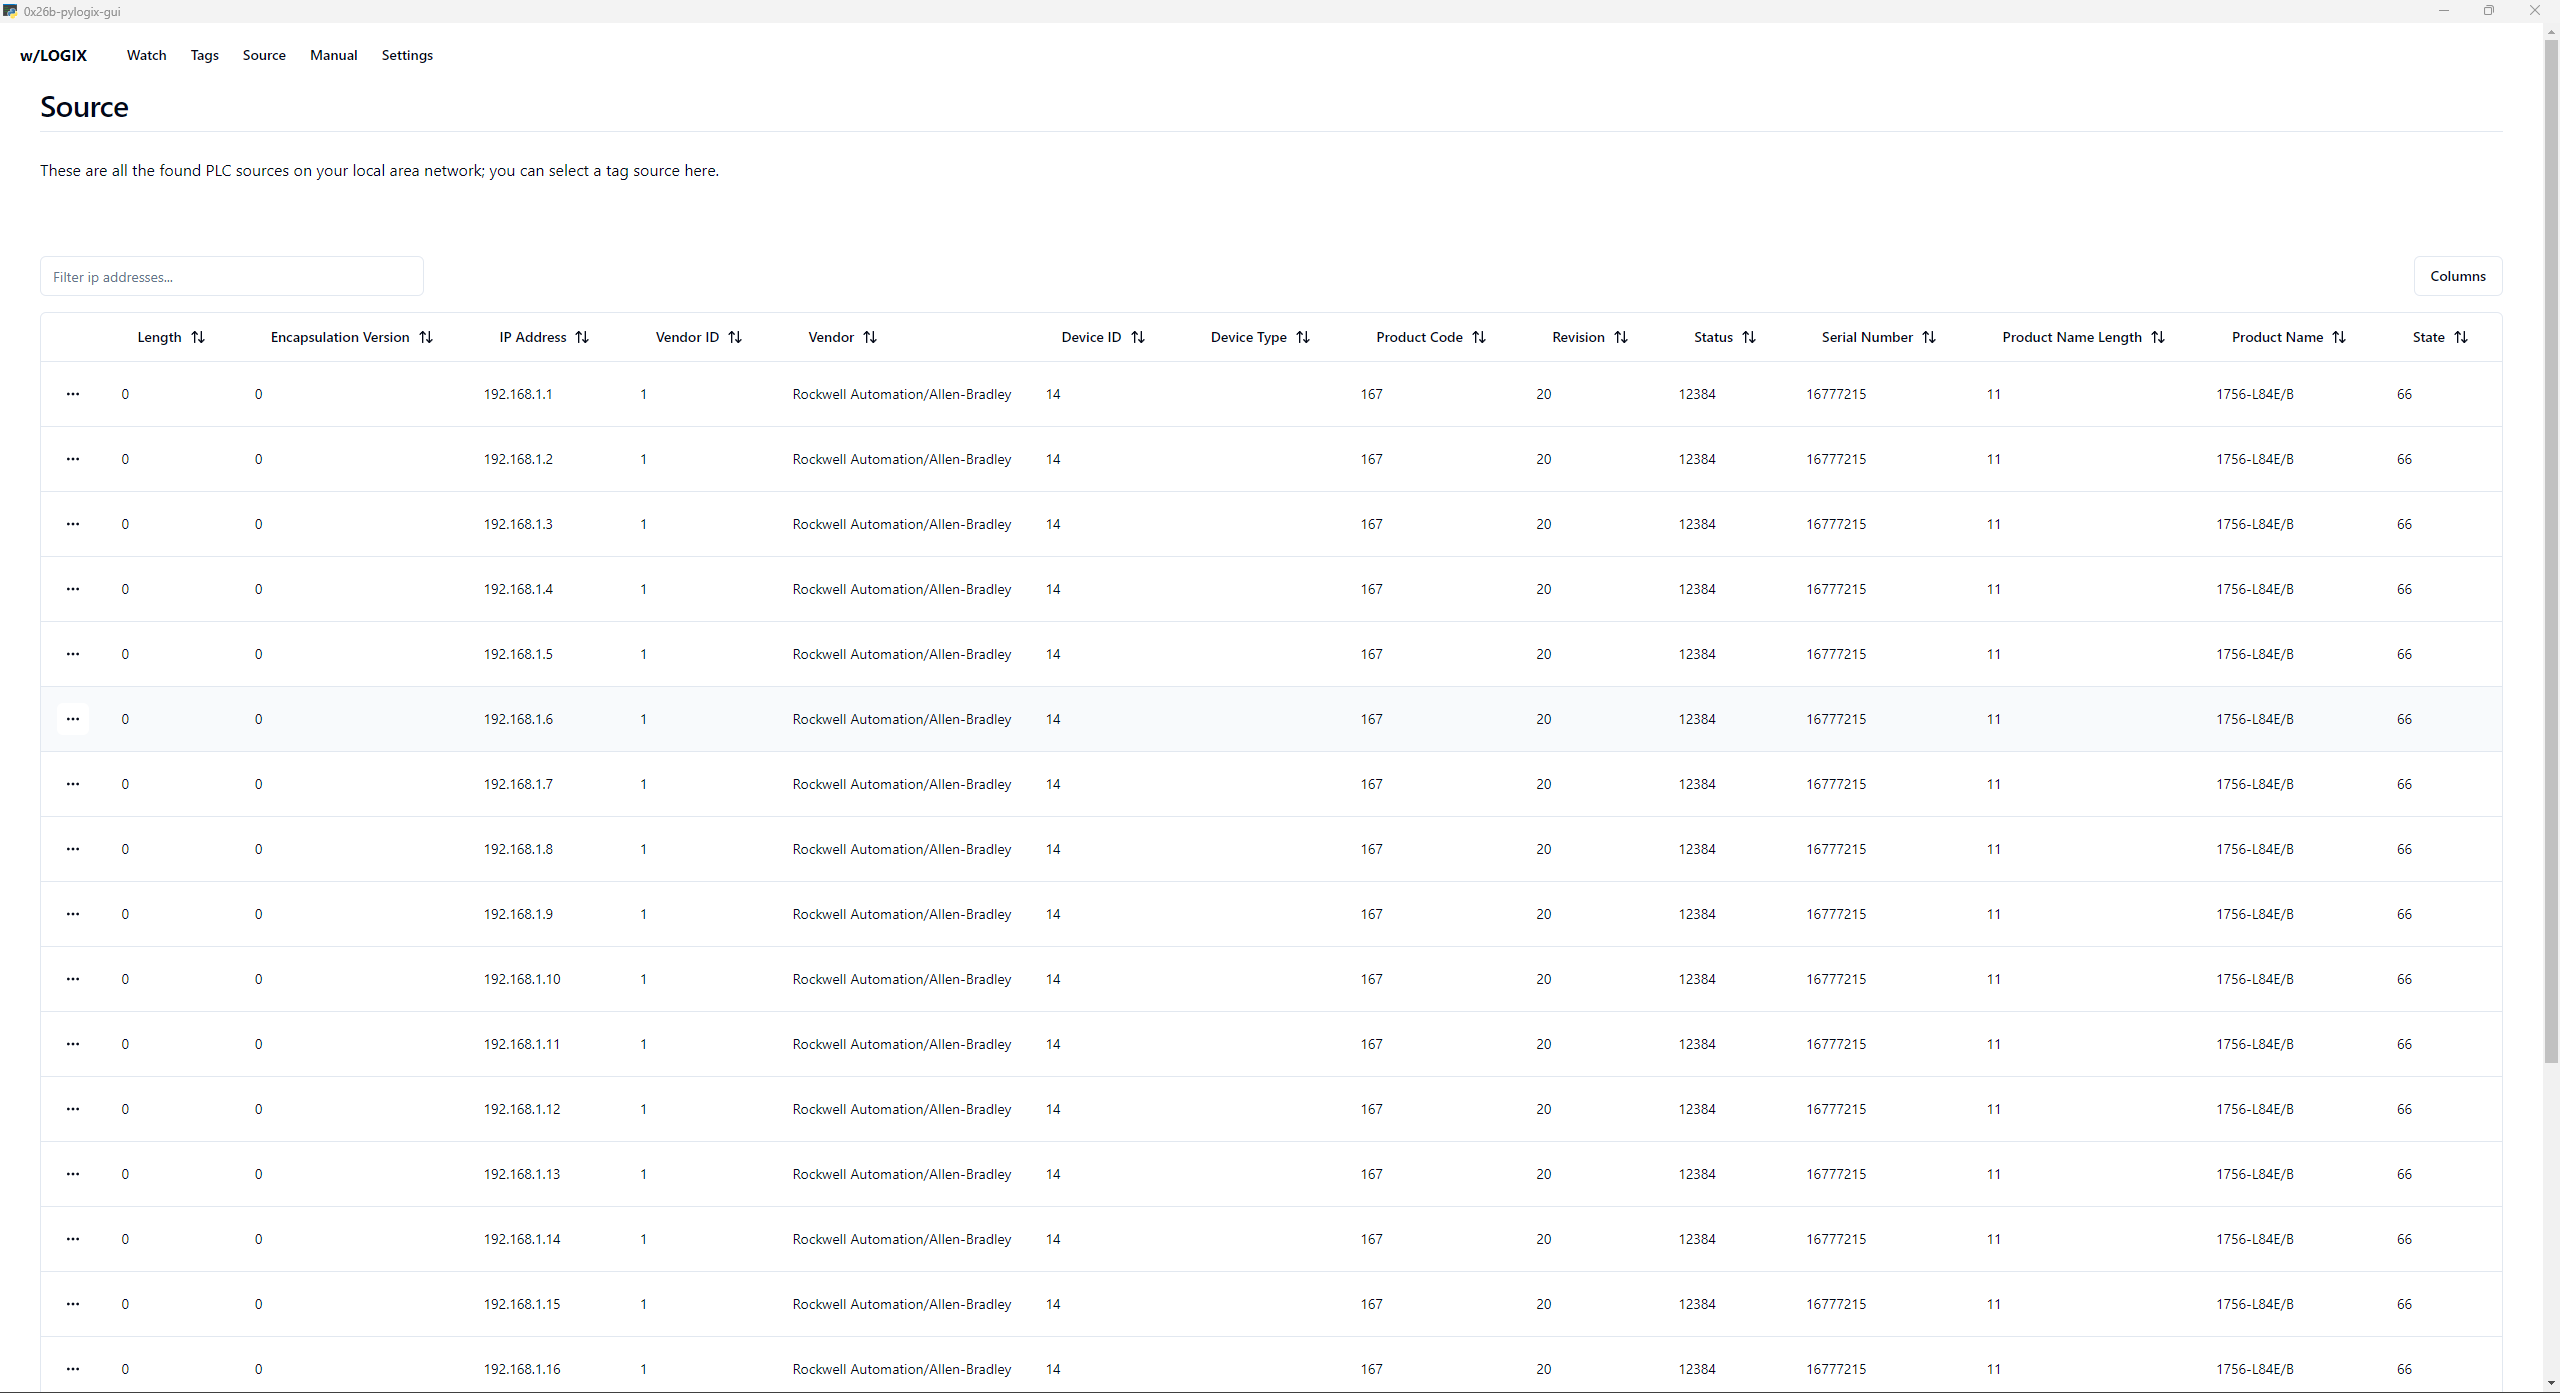 0x26b-pylogix-gui
w/LOGIX Watch Tags Source Manual Settings
Source
These are all the found PLC sources on your local area network; you can select a tag source here.
Filter ip addresses... Columns
Length Encapsulation Version IP Address Vendor ID Vendor Device ID Device Type Product Code Revision Status Serial Number Product Name Length Product Name State
0 0 192.168.1.1 1 Rockwell Automation/Allen-Bradley 14 167 20 12384 16777215 11 1756-L84E/B 66
0 0 192.168.1.2 1 Rockwell Automation/Allen-Bradley 14 167 20 12384 16777215 11 1756-L84E/B 66
0 0 192.168.1.3 1 Rockwell Automation/Allen-Bradley 14 167 20 12384 16777215 11 1756-L84E/B 66
0 0 192.168.1.4 1 Rockwell Automation/Allen-Bradley 14 167 20 12384 16777215 11 1756-L84E/B 66
0 0 192.168.1.5 1 Rockwell Automation/Allen-Bradley 14 167 20 12384 16777215 11 1756-L84E/B 66
0 0 192.168.1.6 1 Rockwell Automation/Allen-Bradley 14 167 20 12384 16777215 11 1756-L84E/B 66
0 0 192.168.1.7 1 Rockwell Automation/Allen-Bradley 14 167 20 12384 16777215 11 1756-L84E/B 66
0 0 192.168.1.8 1 Rockwell Automation/Allen-Bradley 14 167 20 12384 16777215 11 1756-L84E/B 66
0 0 192.168.1.9 1 Rockwell Automation/Allen-Bradley 14 167 20 12384 16777215 11 1756-L84E/B 66
0 0 192.168.1.10 1 Rockwell Automation/Allen-Bradley 14 167 20 12384 16777215 11 1756-L84E/B 66
0 0 192.168.1.11 1 Rockwell Automation/Allen-Bradley 14 167 20 12384 16777215 11 1756-L84E/B 66
0 0 192.168.1.12 1 Rockwell Automation/Allen-Bradley 14 167 20 12384 16777215 11 1756-L84E/B 66
0 0 192.168.1.13 1 Rockwell Automation/Allen-Bradley 14 167 20 12384 16777215 11 1756-L84E/B 66
0 0 192.168.1.14 1 Rockwell Automation/Allen-Bradley 14 167 20 12384 16777215 11 1756-L84E/B 66
0 0 192.168.1.15 1 Rockwell Automation/Allen-Bradley 14 167 20 12384 16777215 11 1756-L84E/B 66
0 0 192.168.1.16 1 Rockwell Automation/Allen-Bradley 14 167 20 12384 16777215 11 1756-L84E/B 66